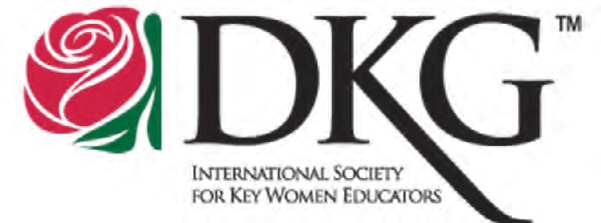 DKG™
INTERNATIONAL SOCIETY
FOR KEY WOMEN EDUCATORS